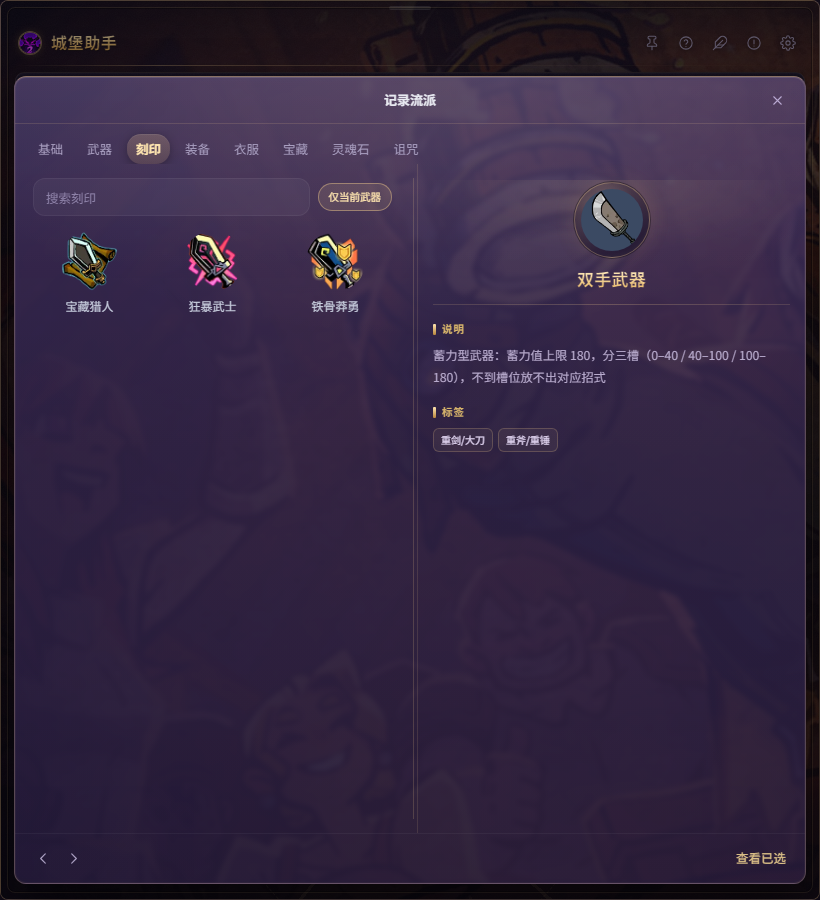 城堡助手
记录流派
基础 武器 刻印 装备 衣服 宝藏 灵魂石 诅咒
搜索刻印
仅当前武器
宝藏猎人
狂暴武士
铁骨莽勇
双手武器
说明
蓄力型武器：蓄力值上限 180，分三槽（0–40 / 40–100 / 100–
180），不到槽位放不出对应招式
标签
重剑/大刀 重斧/重锤
查看已选